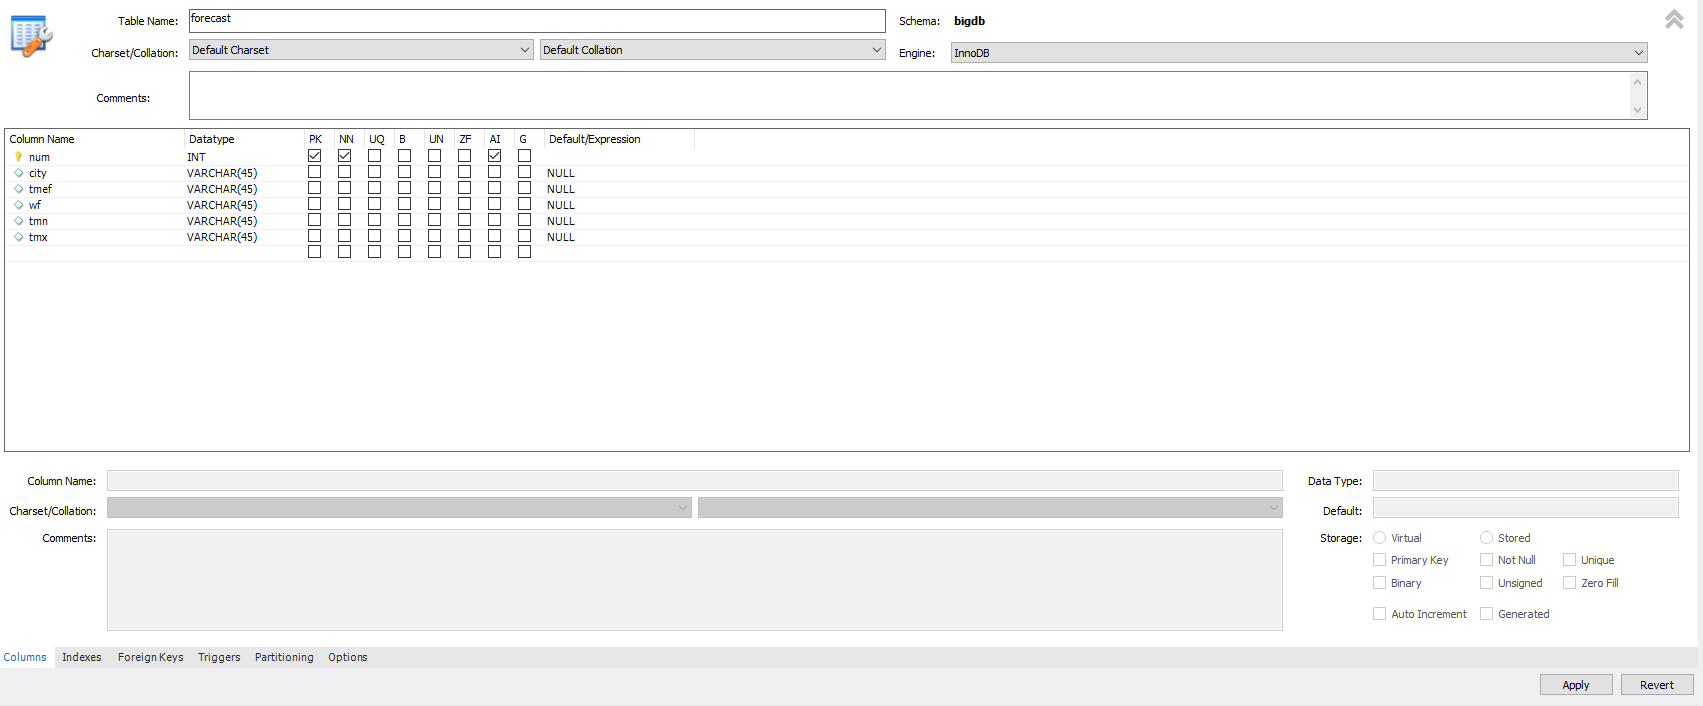 Table Name: forecast Schema: bigdb
Charset/Collation: Default Charset Default Collation Engine: InnoDB
Comments:
Column Name Datatype PK NN UQ B UN ZF AI G Default/Expression
num INT
city VARCHAR(45) NULL
tmef VARCHAR(45) NULL
wf VARCHAR(45) NULL
tmn VARCHAR(45) NULL
tmx VARCHAR(45) NULL
Column Name: Data Type:
Charset/Collation: Default:
Comments: Storage: Virtual Stored
Primary Key Not Null Unique
Binary Unsigned Zero Fill
Auto Increment Generated
Columns Indexes Foreign Keys Triggers Partitioning Options
Apply Revert